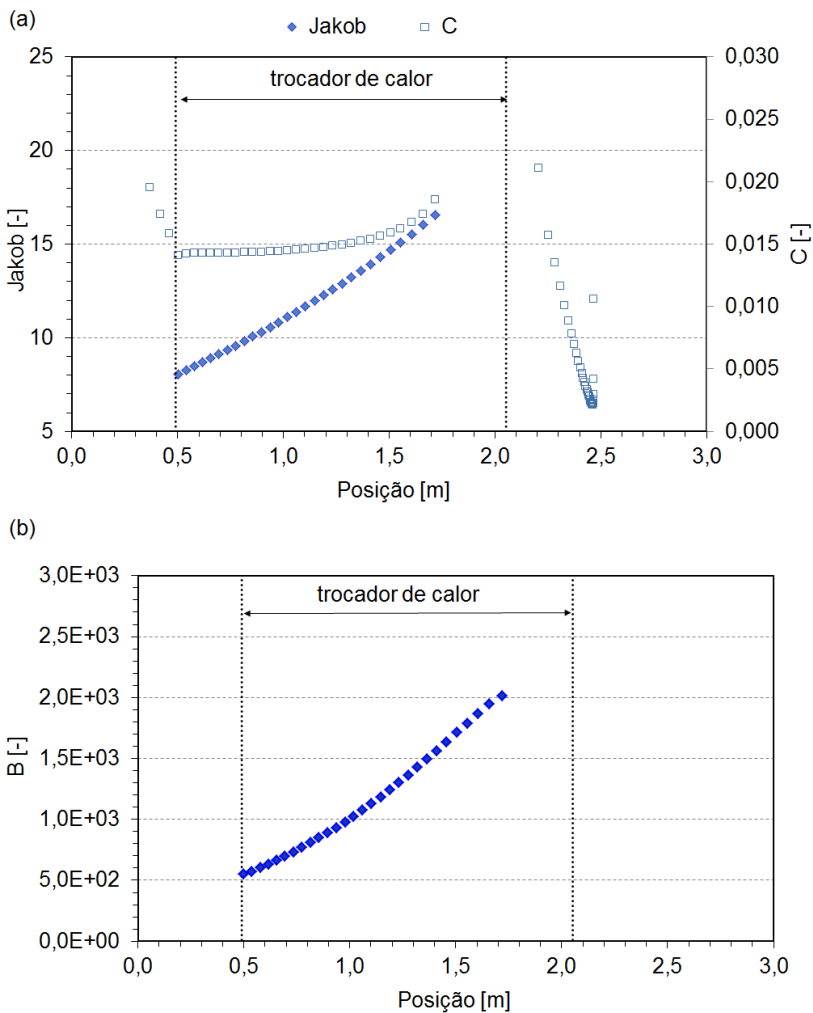 (a)
Jakob C
25 0,030
trocador de calor
0,025
20 0,020
Jakob [-]
15 0,015
C [-]
10 0,010
0,005
5 0,000
0,0 0,5 1,0 1,5 2,0 2,5 3,0
Posição [m]
(b)
3,0E+03
trocador de calor
2,5E+03
2,0E+03
B [-]
1,5E+03
1,0E+03
5,0E+02
0,0E+00
0,0 0,5 1,0 1,5 2,0 2,5 3,0
Posição [m]